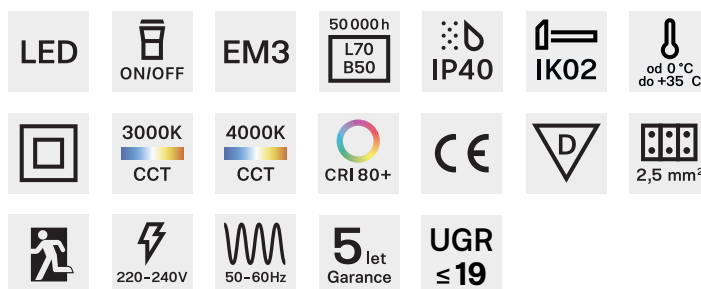 LED
ON/OFF
EM3
50 000 h
L70
B50
IP40
IK02
od 0 °C
do +35 C
3000K
CCT
4000K
CCT
CRI 80+
CE
D
2,5 mm²
220-240V
50-60Hz
5 let
Garance
UGR
≤ 19